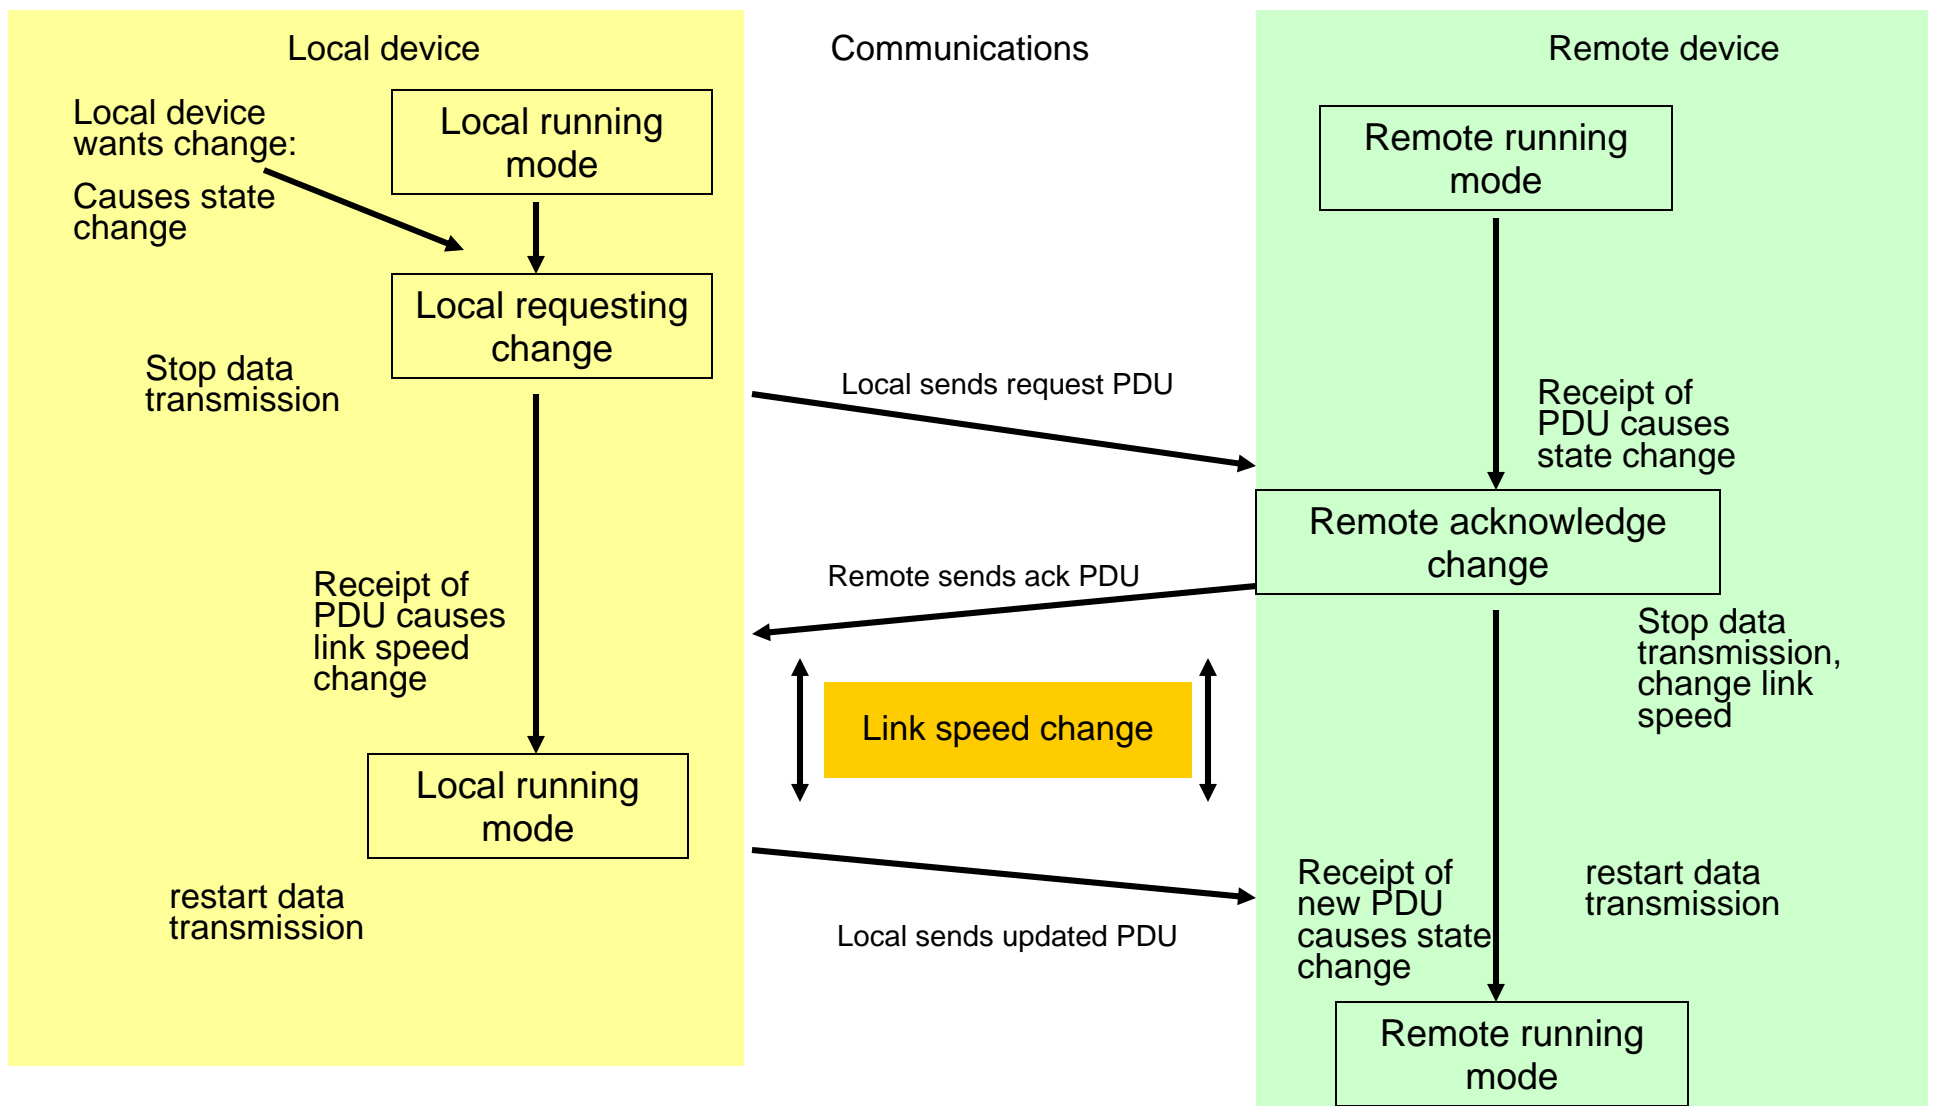 Local device
Communications
Remote device
Local device
wants change:
Causes state
change
Local running
mode
Remote running
mode
Local requesting
change
Stop data
transmission
Local sends request PDU
Receipt of
PDU causes
state change
Remote acknowledge
change
Remote sends ack PDU
Receipt of
PDU causes
link speed
change
Stop data
transmission,
change link
speed
Link speed change
Local running
mode
restart data
transmission
Local sends updated PDU
Receipt of
new PDU
causes state
change
restart data
transmission
Remote running
mode